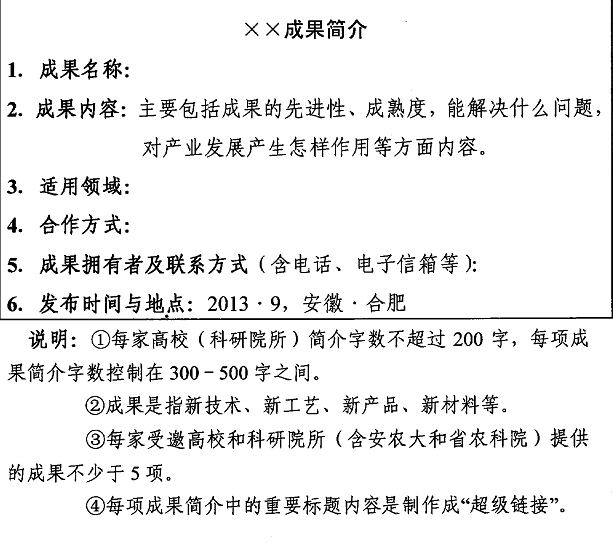 ××成果简介
1. 成果名称：
2. 成果内容：主要包括成果的先进性、成熟度，能解决什么问题，
对产业发展产生怎样作用等方面内容。
3. 适用领域：
4. 合作方式：
5. 成果拥有者及联系方式（含电话、电子信箱等）：
6. 发布时间与地点：2013·9，安徽·合肥
说明：①每家高校（科研院所）简介字数不超过 200 字，每项成
果简介字数控制在 300－500 字之间。
②成果是指新技术、新工艺、新产品、新材料等。
③每家受邀高校和科研院所（含安农大和省农科院）提供
的成果不少于 5 项。
④每项成果简介中的重要标题内容是制作成“超级链接”。